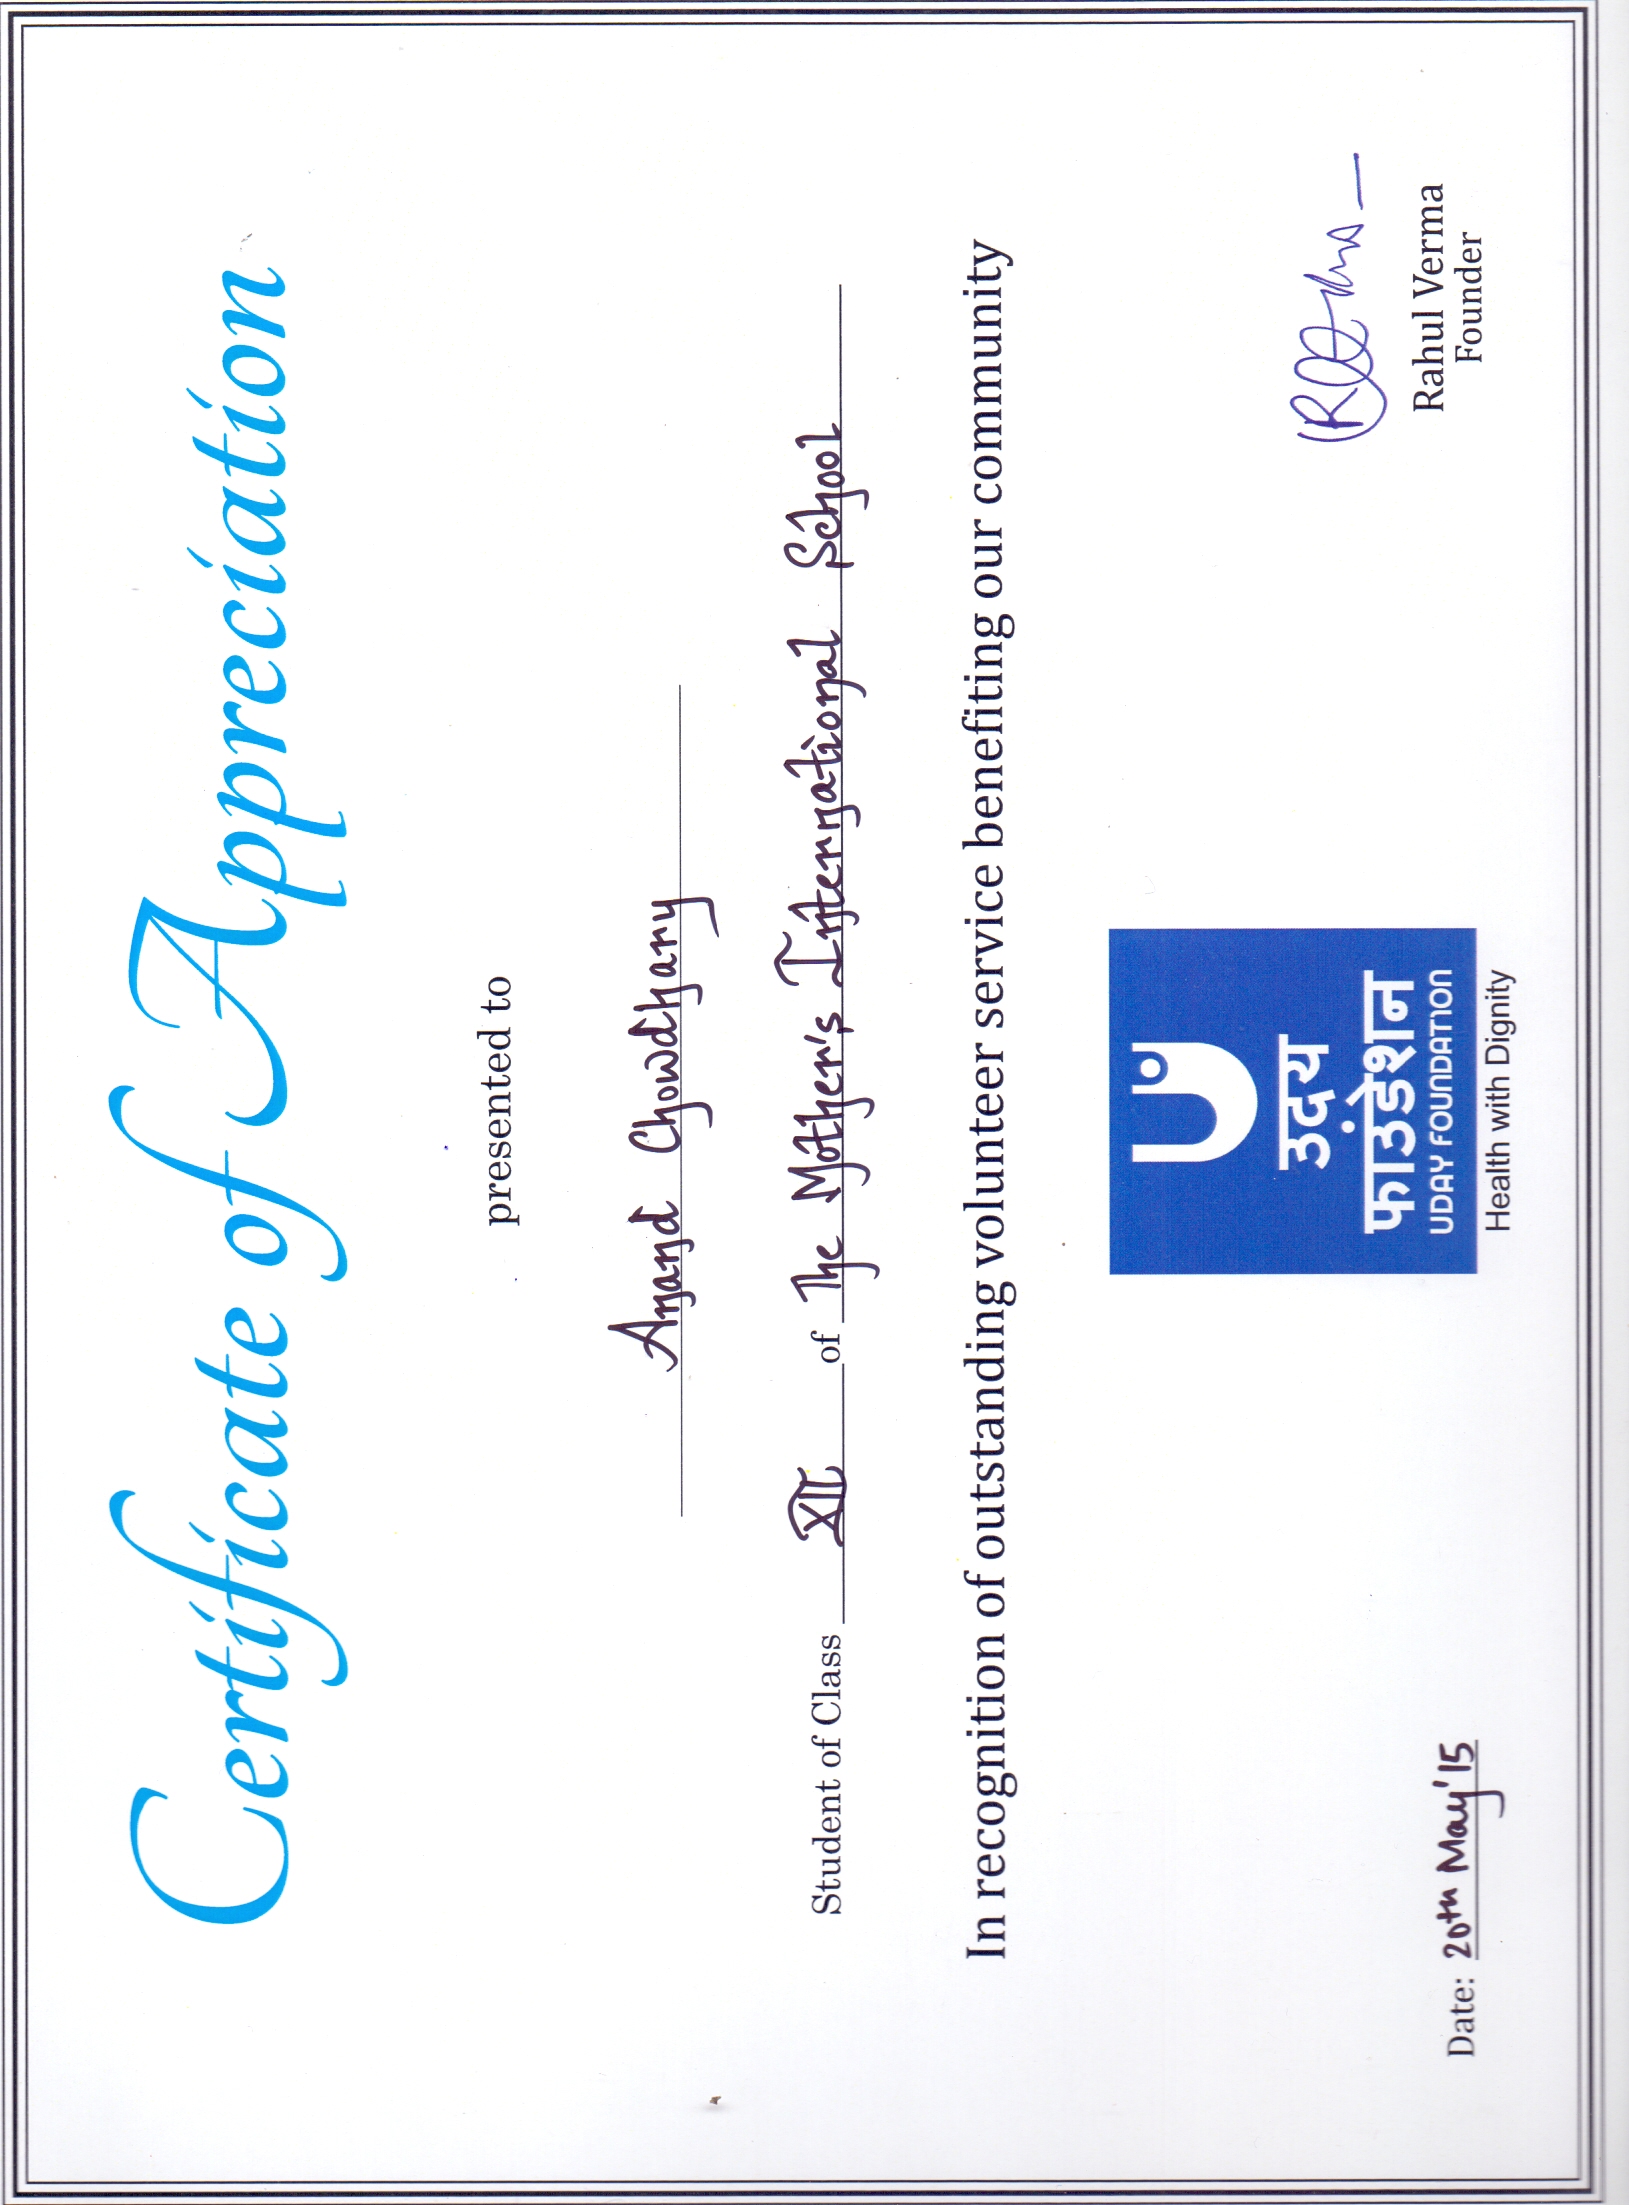 Certificate of Appreciation
presented to
Anand Chowdhary
Student of Class XII of The Mother's International School
In recognition of outstanding volunteer service benefiting our community
उदय
फाउंडेशन
UDAY FOUNDATION
Health with Dignity
Rahul Verma
Founder
Date: 20th May'15